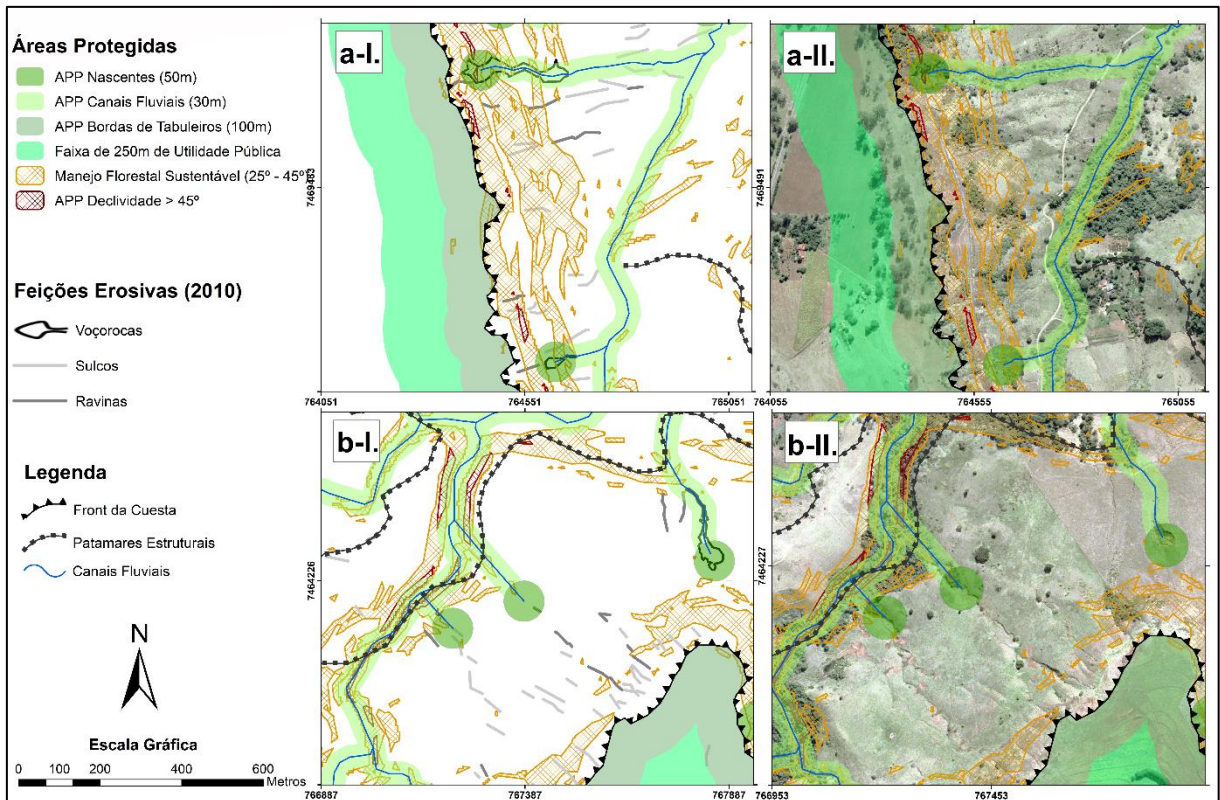 Áreas Protegidas
APP Nascentes (50m)
APP Canais Fluviais (30m)
APP Bordas de Tabuleiros (100m)
Faixa de 250m de Utilidade Pública
Manejo Florestal Sustentável (25º - 45º)
APP Declividade > 45º
Feições Erosivas (2010)
Voçorocas
Sulcos
Ravinas
Legenda
Front da Cuesta
Patamares Estruturais
Canais Fluviais
N
Escala Gráfica
0 100 200 400 600
Metros
a-I.
7469493
764051 764551 765051
a-II.
7469491
764055 764555 765055
b-I.
7464226
766887 767387 767887
b-II.
7464227
766953 767453